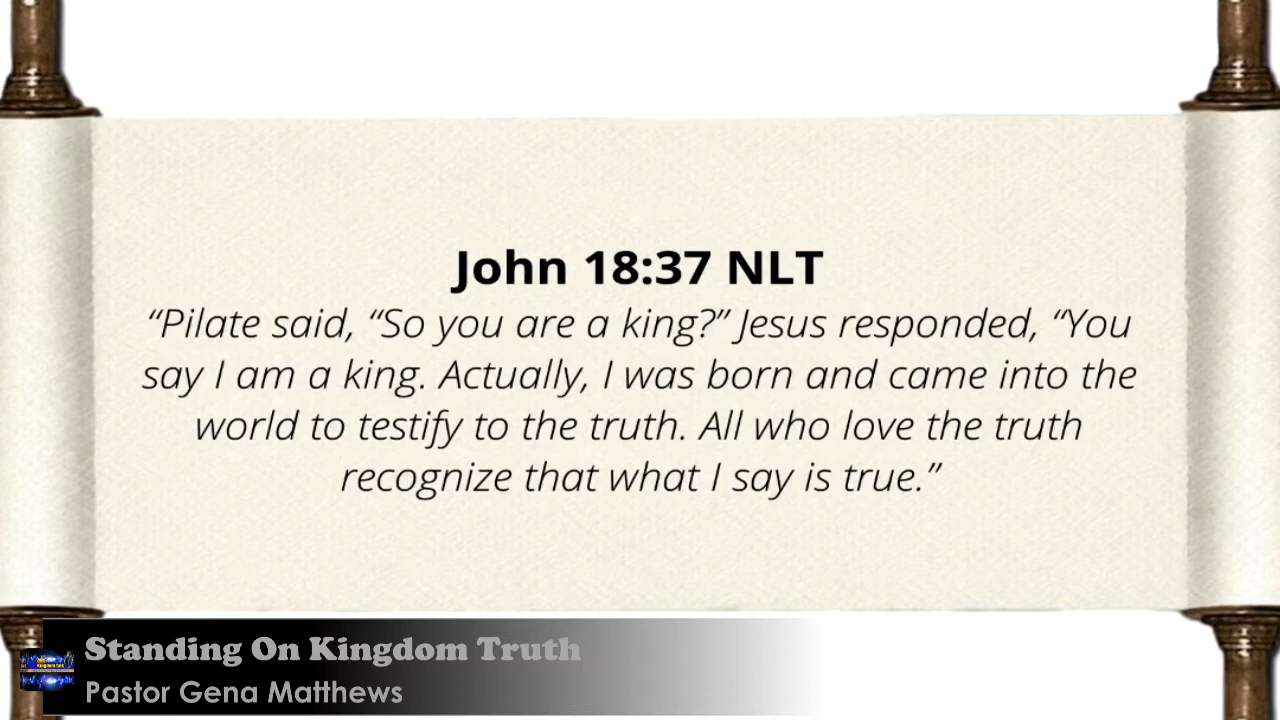 John 18:37 NLT
“Pilate said, “So you are a king?” Jesus responded, “You
say I am a king. Actually, I was born and came into the
world to testify to the truth. All who love the truth
recognize that what I say is true.”
Standing On Kingdom Truth
Pastor Gena Matthews